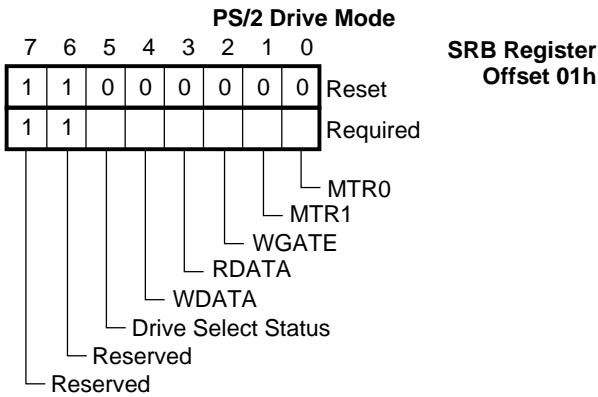 PS/2 Drive Mode
7 6 5 4 3 2 1 0
SRB Register
Offset 01h
1 1 0 0 0 0 0 0 Reset
1 1 Required
MTR0
MTR1
WGATE
RDATA
WDATA
Drive Select Status
Reserved
Reserved